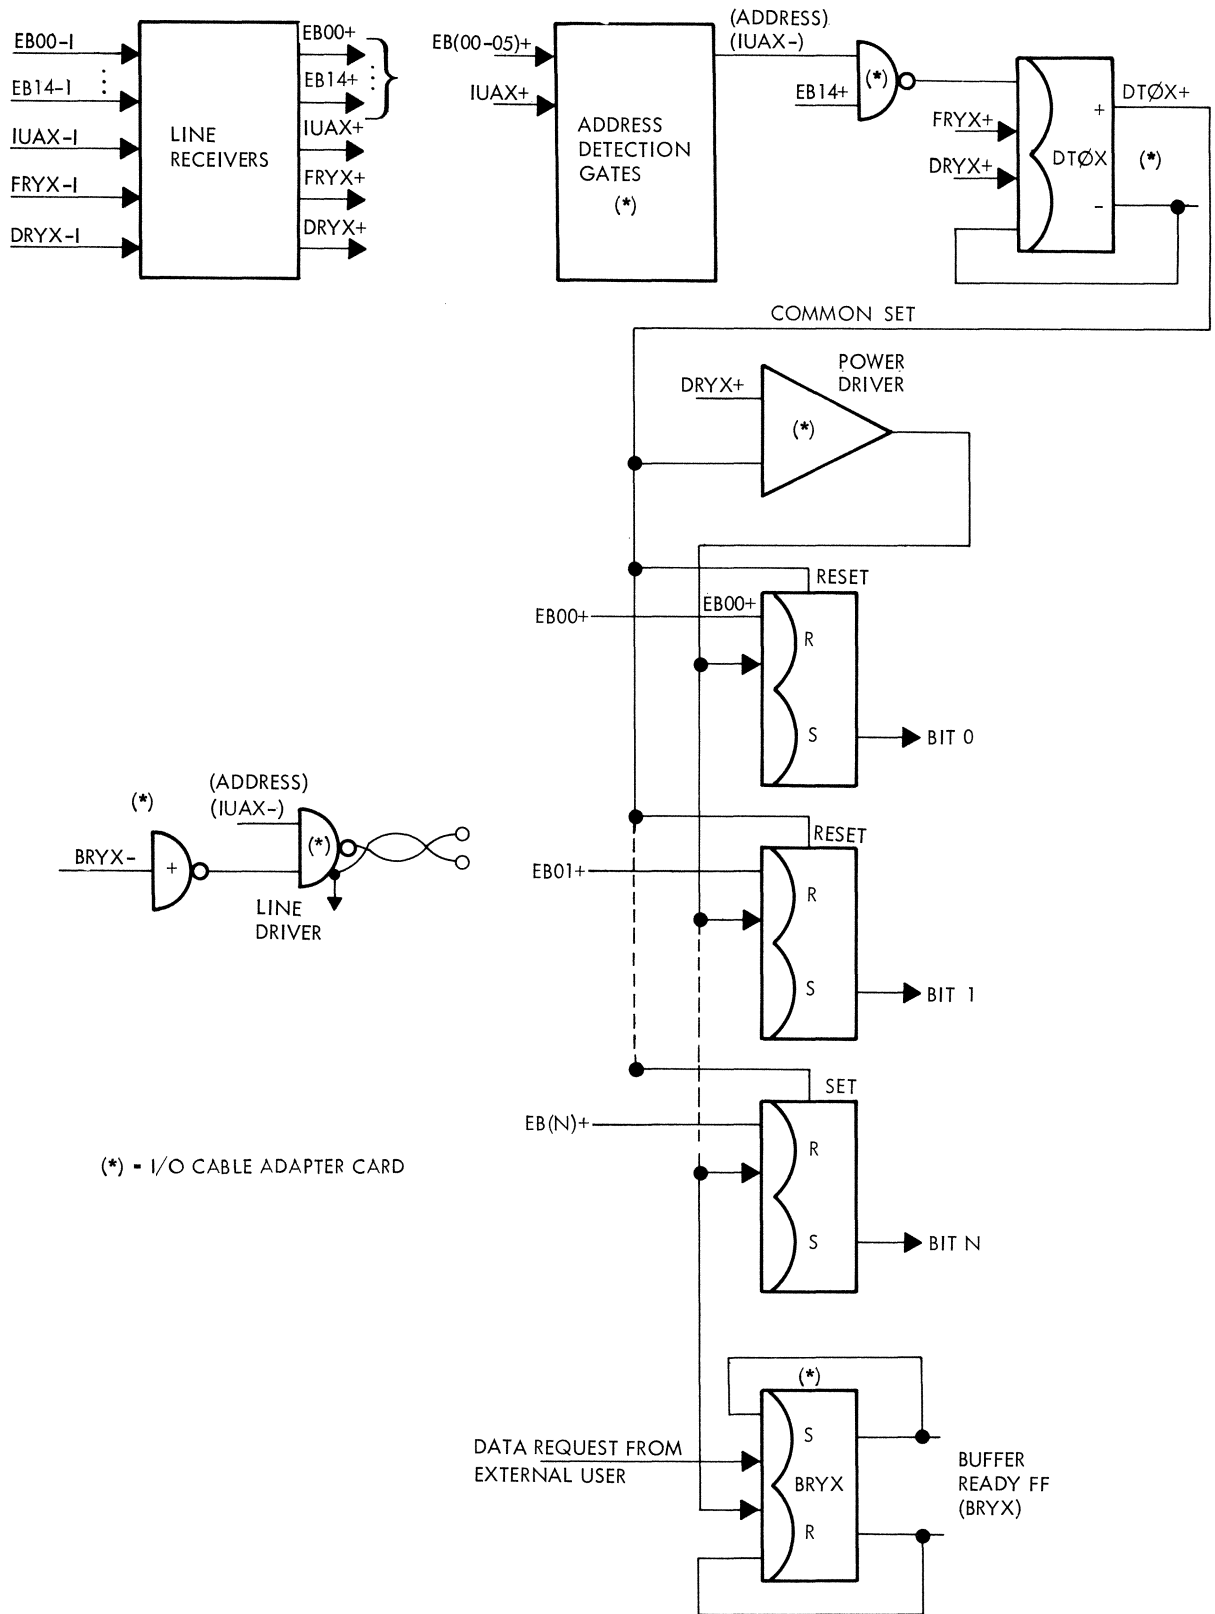 EB00-I
EB14-I
IUAX-I
FRYX-I
DRYX-I
LINE
RECEIVERS
EB00+
EB14+
IUAX+
FRYX+
DRYX+
EB(00-05)+
IUAX+
ADDRESS
DETECTION
GATES
(*)
(ADDRESS)
(IUAX-)
EB14+
(*)
FRYX+
DRYX+
DTØX
+
-
DTØX+
(*)
COMMON SET
DRYX+
POWER
DRIVER
(*)
RESET
EB00+
EB00+
R
S
BIT 0
RESET
EB01+
R
S
BIT 1
SET
EB(N)+
R
S
BIT N
(*)
BRYX-
+
(ADDRESS)
(IUAX-)
(*)
LINE
DRIVER
(*) = I/O CABLE ADAPTER CARD
(*)
DATA REQUEST FROM
EXTERNAL USER
S
BRYX
R
BUFFER
READY FF
(BRYX)